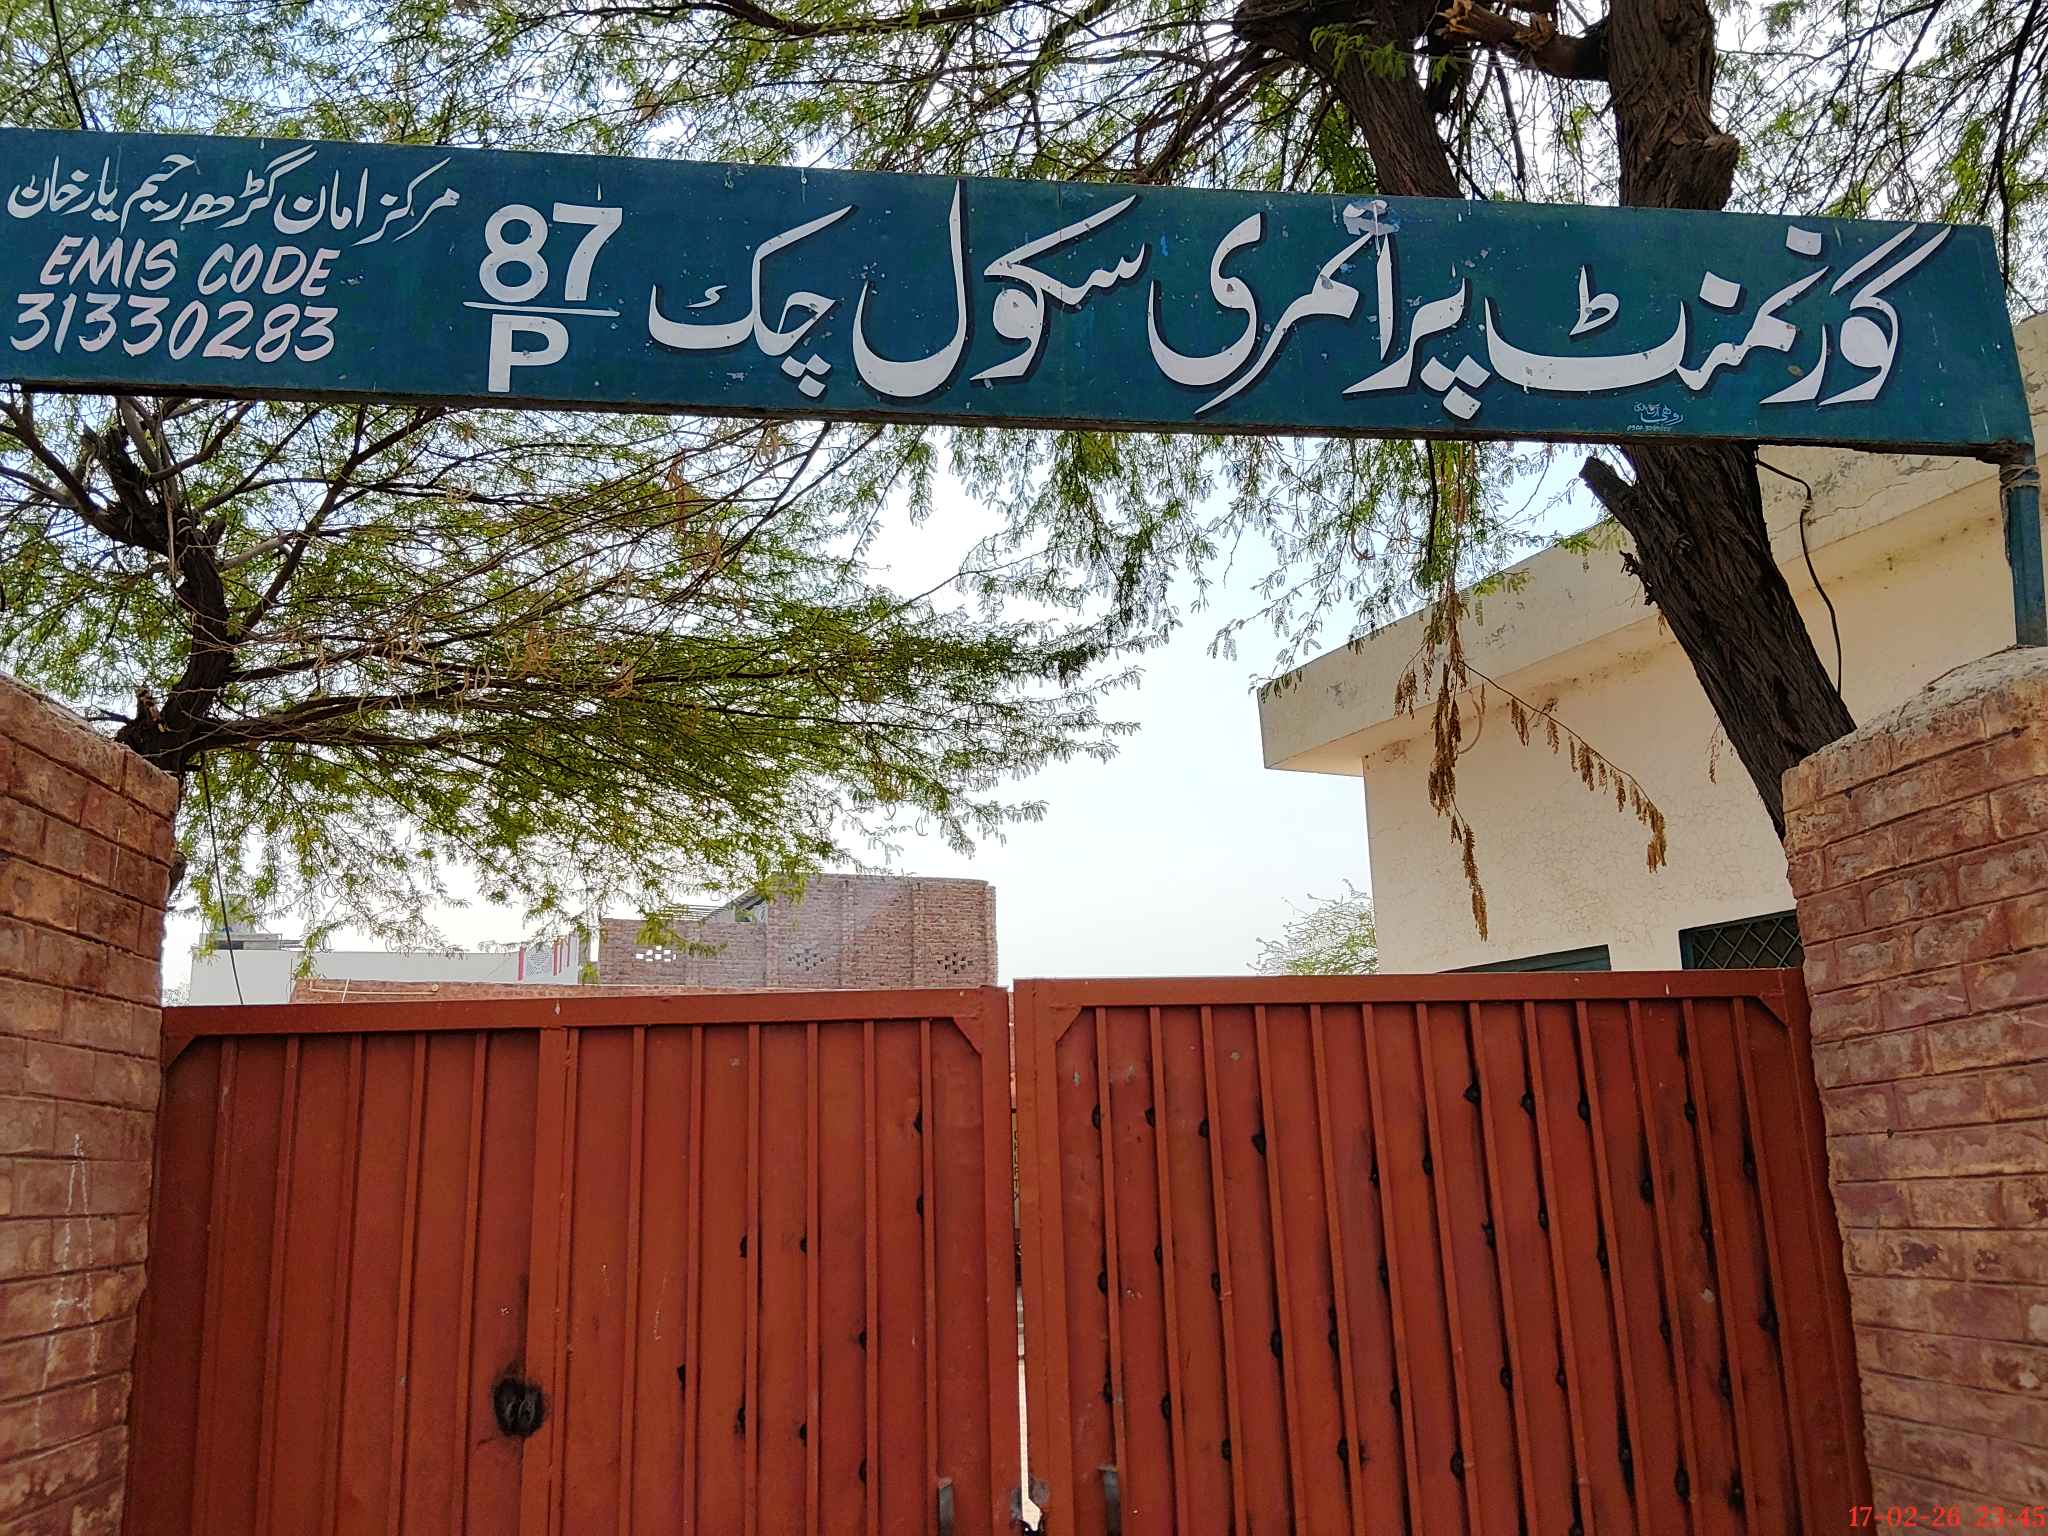 گورنمنٹ پرائمری سکول چک 87/P
مرکز امان گڑھ رحیم یار خان
EMIS CODE
31330283
17-02-26 23:45